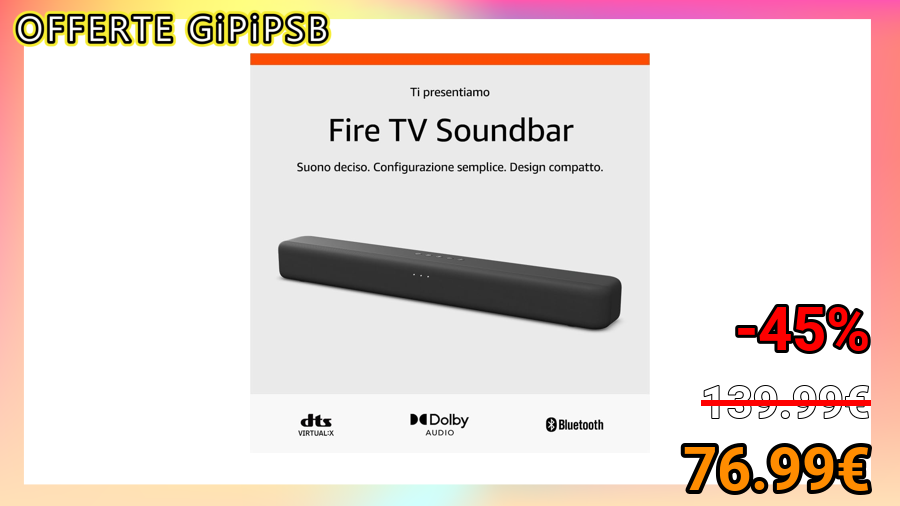 OFFERTE GiPiPSB
Ti presentiamo
Fire TV Soundbar
Suono deciso. Configurazione semplice. Design compatto.
dts
VIRTUAL:X
Dolby
AUDIO
Bluetooth
-45%
139.99€
76.99€